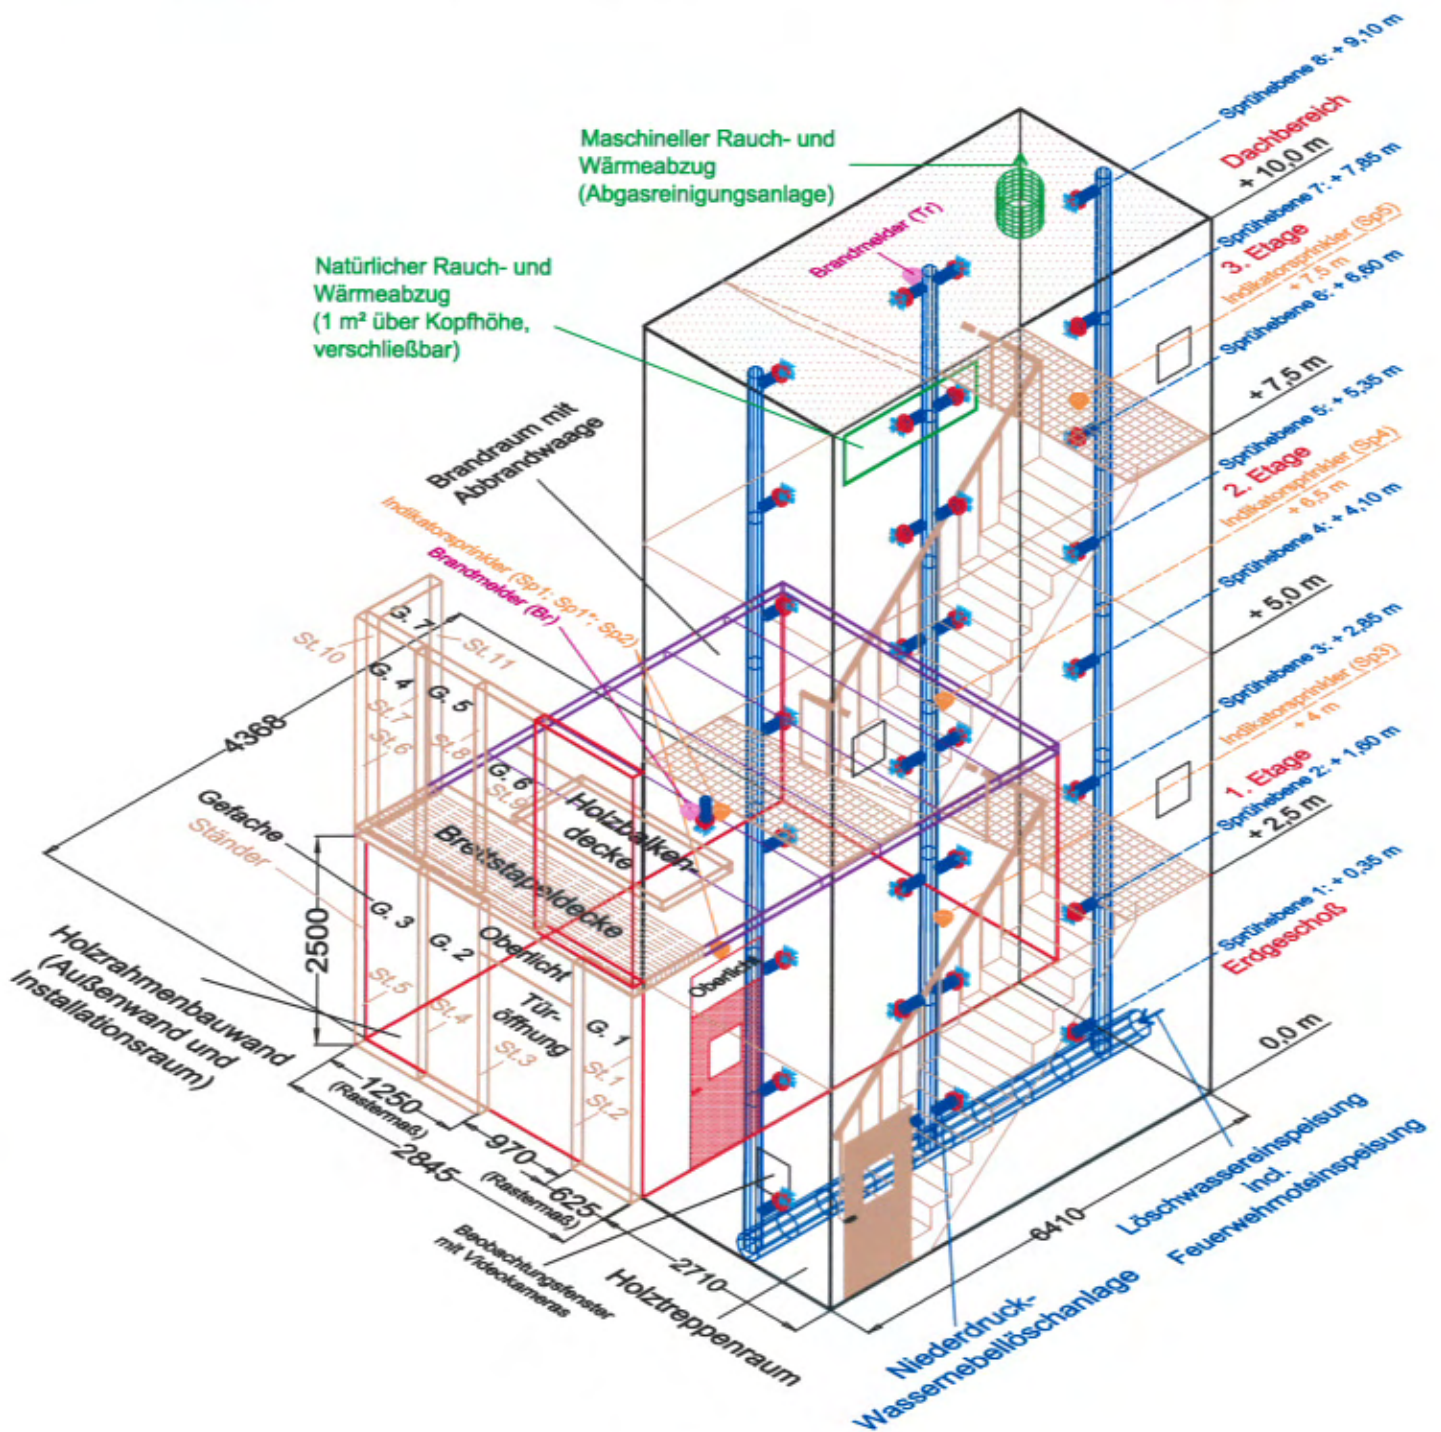 Maschineller Rauch- und
Wärmeabzug
(Abgasreinigungsanlage)
Natürlicher Rauch- und
Wärmeabzug
(1 m² über Kopfhöhe,
verschließbar)
Brandmelder (Tr)
Brandraum mit
Abbrandwaage
Indikatorsprinkler (Sp1; Sp1*; Sp2)
Brandmelder (Br)
Sprühebene 8: + 9,10 m
Dachbereich
+ 10,0 m
Sprühebene 7: + 7,85 m
3. Etage
Indikatorsprinkler (Sp5)
+ 7,5 m
Sprühebene 6: + 6,60 m
+ 7,5 m
Sprühebene 5: + 5,35 m
2. Etage
Indikatorsprinkler (Sp4)
+ 6,5 m
Sprühebene 4: + 4,10 m
+ 5,0 m
Sprühebene 3: + 2,85 m
Indikatorsprinkler (Sp3)
+ 4 m
1. Etage
Sprühebene 2: + 1,60 m
+ 2,5 m
Sprühebene 1: + 0,35 m
Erdgeschoß
0,0 m
G. 7
St.10
St.11
G. 4
G. 5
St.7
St.6
St.8
G. 6
St.9
4368
Gefache
Ständer
Holzbalken-
decke
Breitstapeldecke
2500
G. 3
G. 2
Oberlicht
Oberlicht
Tür-
öffnung
G. 1
St.5
St.4
St.3
St.1
St.2
Holzrahmenbauwand
(Außenwand und
Installationsraum)
1250
(Rastermaß)
970
2845
625
(Rastermaß)
Beobachtungsfenster
mit Videokameras
2710
Holztreppenraum
6410
Löschwassereinspeisung
incl.
Feuerwehrnoteinspeisung
Niederdruck-
Wassernebellöschanlage